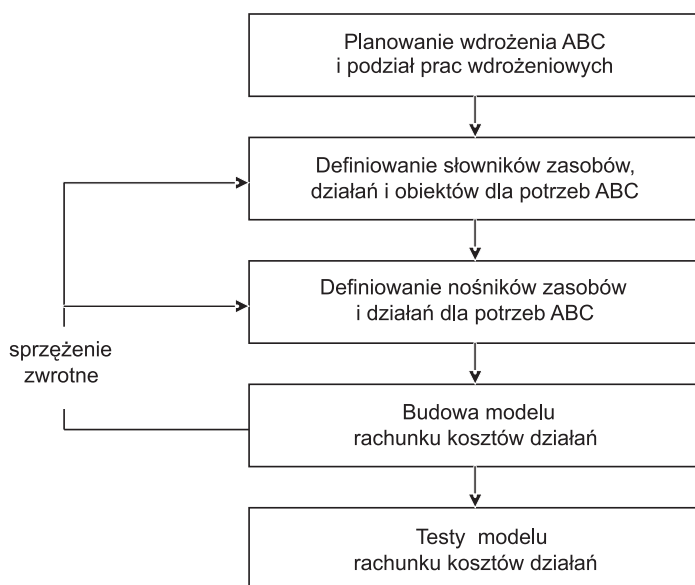 Planowanie wdrożenia ABC
i podział prac wdrożeniowych
Definiowanie słowników zasobów,
działań i obiektów dla potrzeb ABC
Definiowanie nośników zasobów
i działań dla potrzeb ABC
sprzężenie
zwrotne
Budowa modelu
rachunku kosztów działań
Testy modelu
rachunku kosztów działań